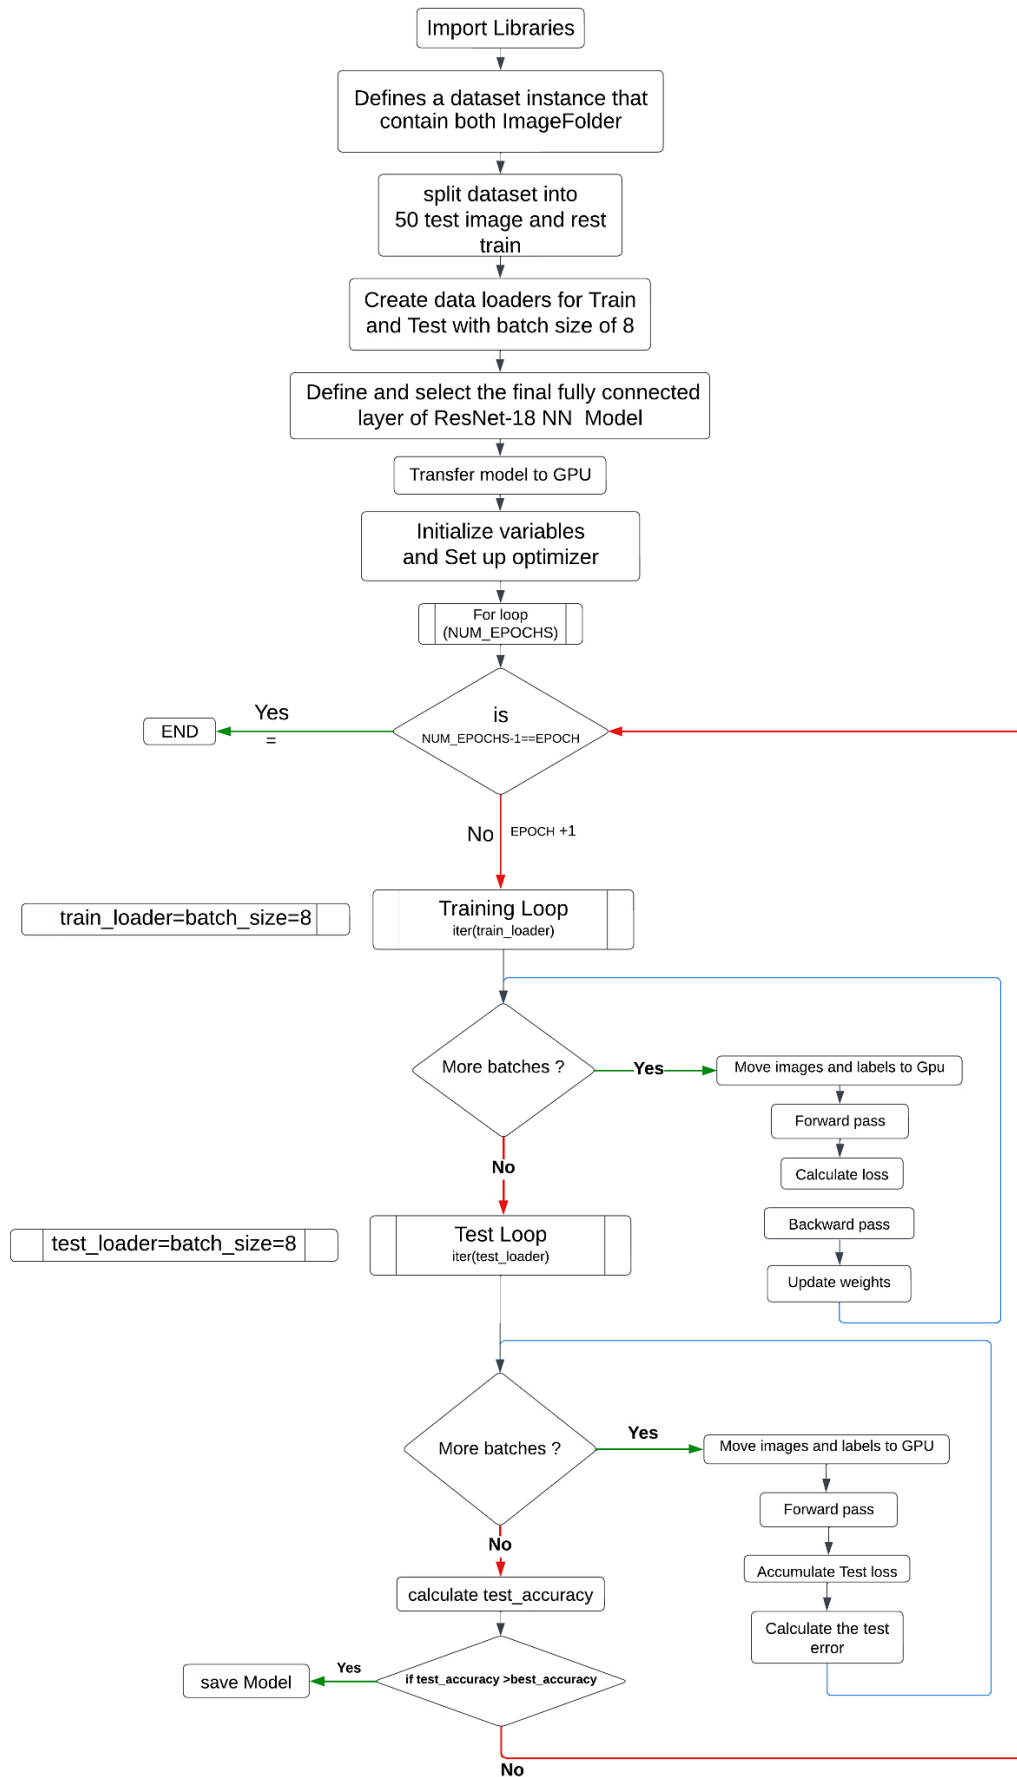 Import Libraries
Defines a dataset instance that
contain both ImageFolder
split dataset into
50 test image and rest
train
Create data loaders for Train
and Test with batch size of 8
Define and select the final fully connected
layer of ResNet-18 NN  Model
Transfer model to GPU
Initialize variables
and Set up optimizer
For loop
(NUM_EPOCHS)
is
NUM_EPOCHS-1==EPOCH
Yes
=
END
No
EPOCH +1
train_loader=batch_size=8
Training Loop
iter(train_loader)
More batches ?
Yes
Move images and labels to Gpu
Forward pass
Calculate loss
Backward pass
Update weights
No
test_loader=batch_size=8
Test Loop
iter(test_loader)
More batches ?
Yes
Move images and labels to GPU
Forward pass
Accumulate Test loss
Calculate the test
error
No
calculate test_accuracy
if test_accuracy >best_accuracy
Yes
save Model
No